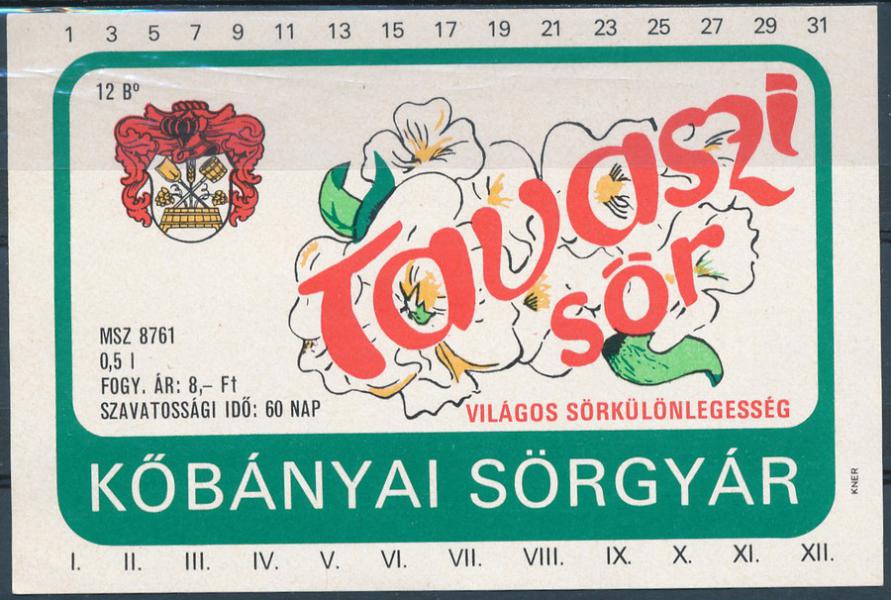 1 3 5 7 9 11 13 15 17 19 21 23 25 27 29 31
12 B°
Tavaszi
sör
MSZ 8761
0,5 l
FOGY. ÁR: 8,– Ft
SZAVATOSSÁGI IDŐ: 60 NAP
VILÁGOS SÖRKÜLÖNLEGESSÉG
KŐBÁNYAI SÖRGYÁR
KNER
I. II. III. IV. V. VI. VII. VIII. IX. X. XI. XII.